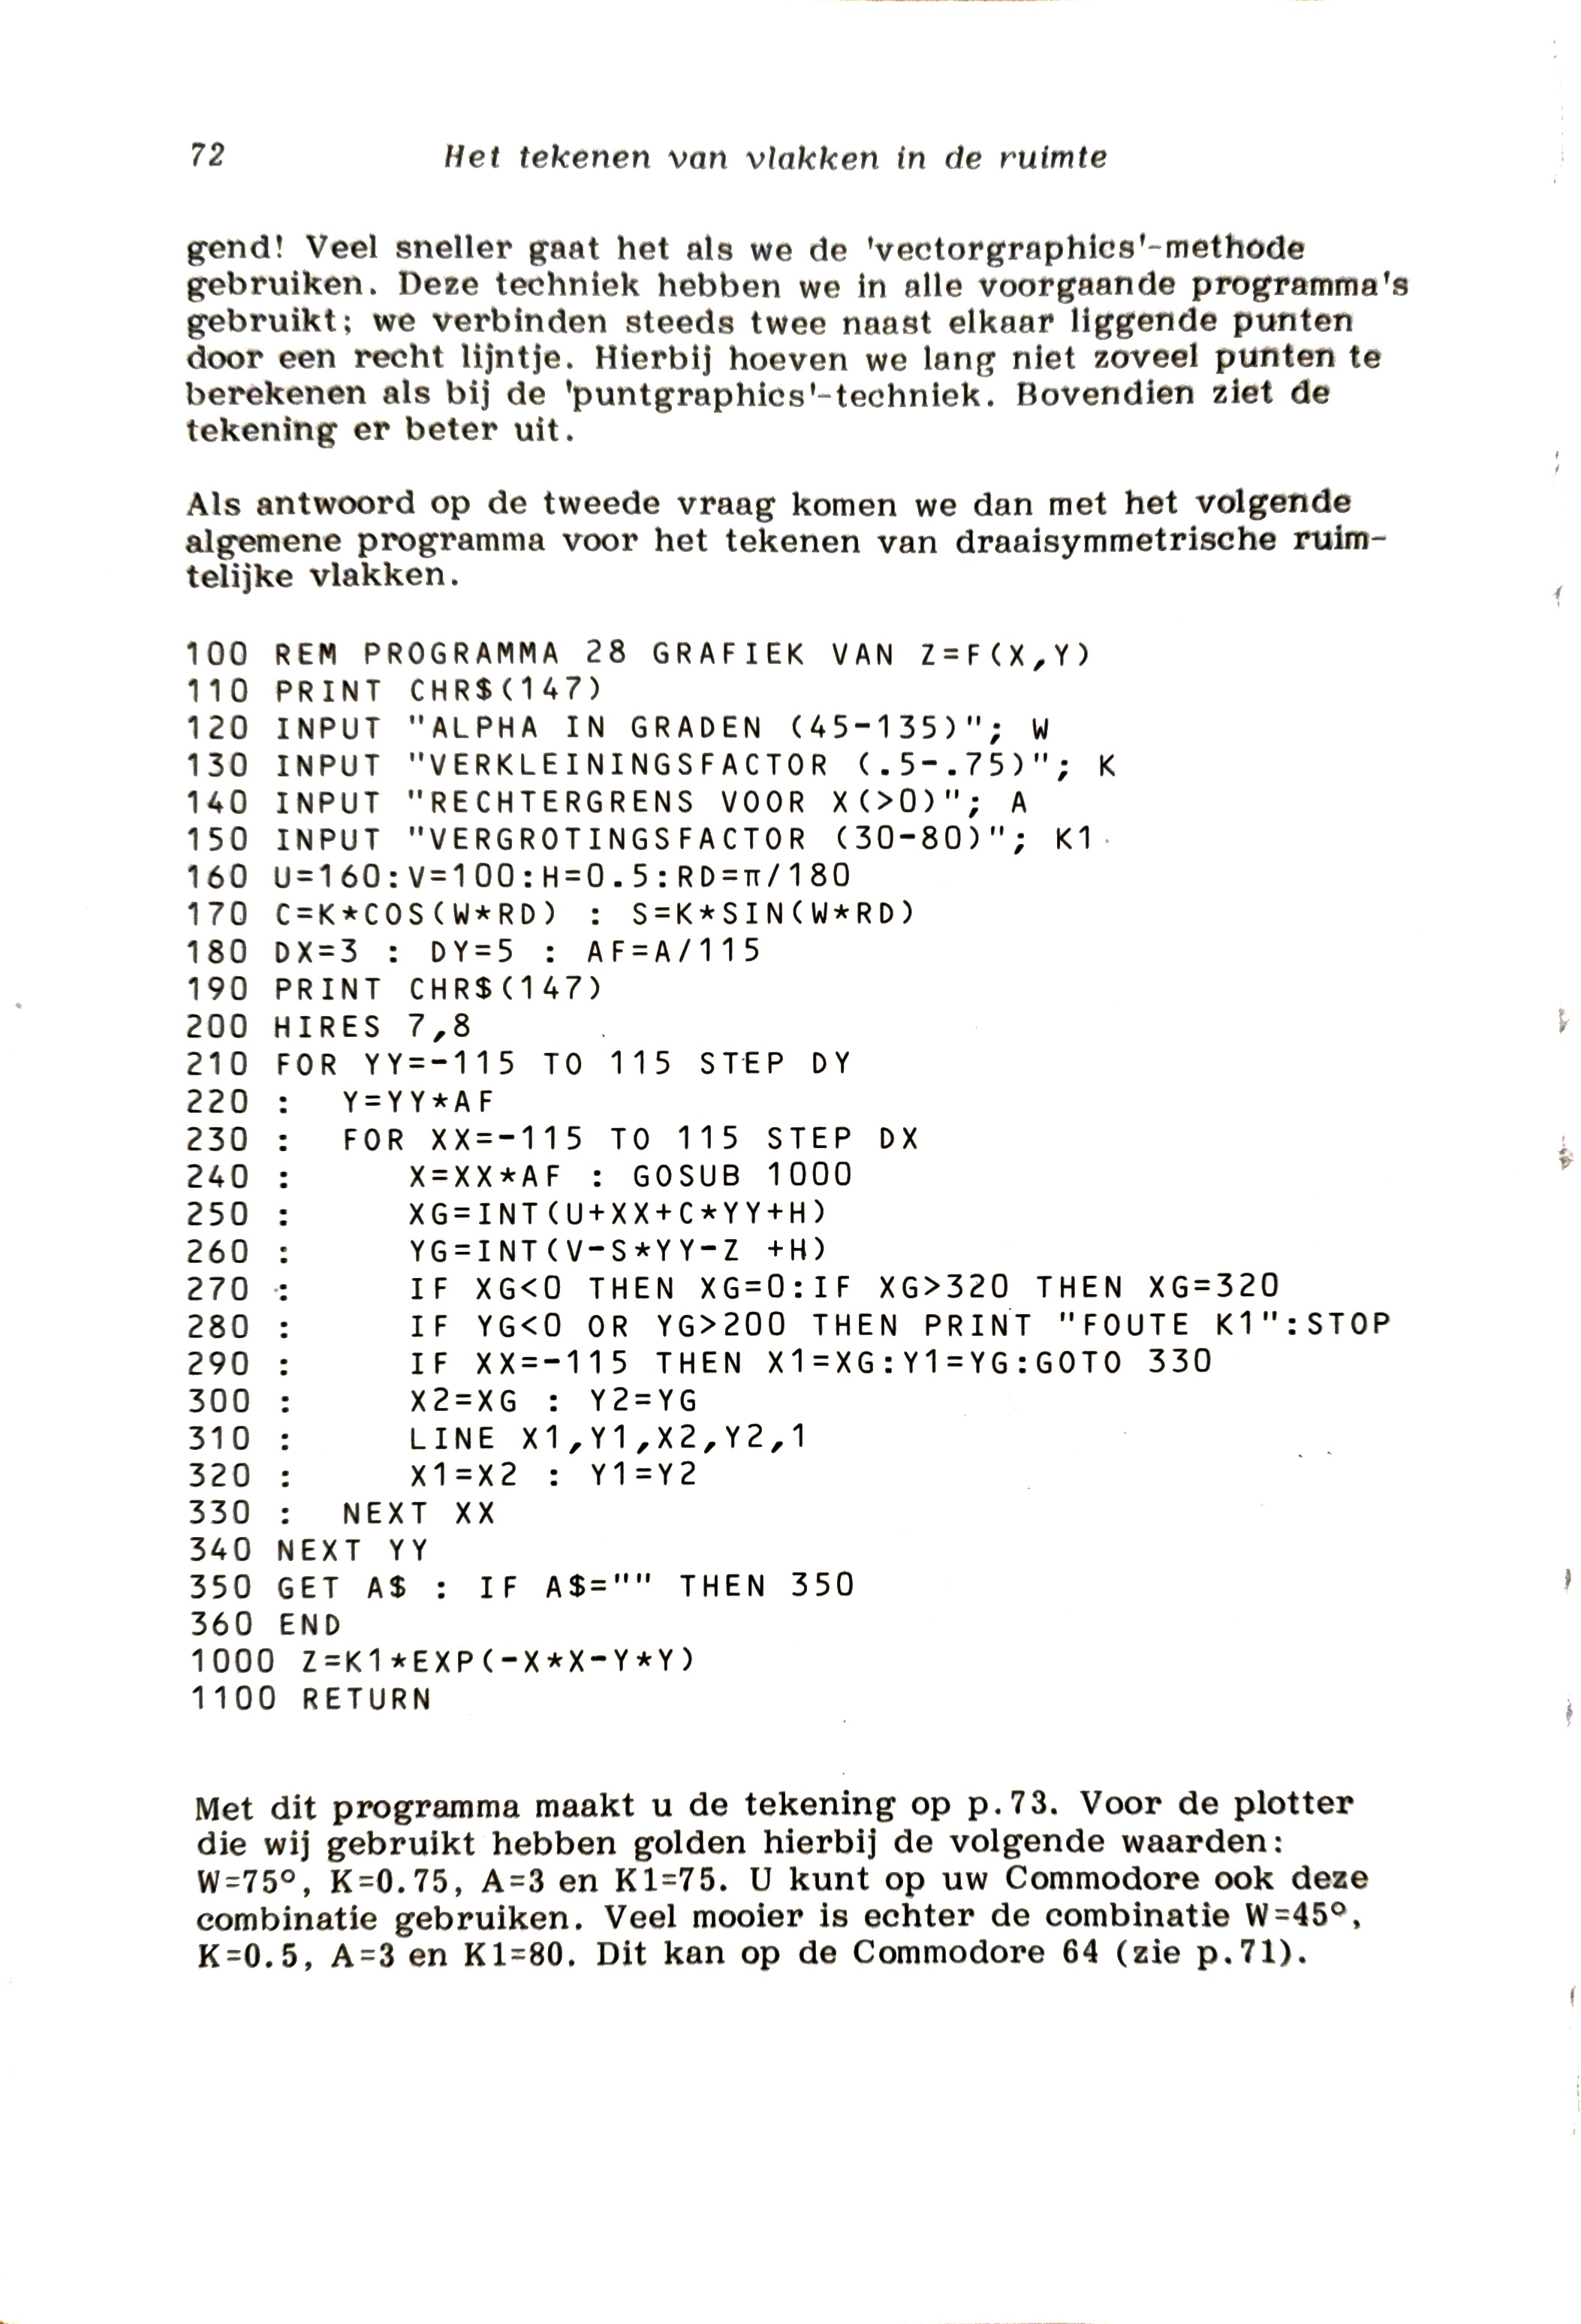 72 Het tekenen van vlakken in de ruimte
gend! Veel sneller gaat het als we de 'vectorgraphics'-methode
gebruiken. Deze techniek hebben we in alle voorgaande programma's
gebruikt; we verbinden steeds twee naast elkaar liggende punten
door een recht lijntje. Hierbij hoeven we lang niet zoveel punten te
berekenen als bij de 'puntgraphics'-techniek. Bovendien ziet de
tekening er beter uit.
Als antwoord op de tweede vraag komen we dan met het volgende
algemene programma voor het tekenen van draaisymmetrische ruim-
telijke vlakken.
100 REM PROGRAMMA 28 GRAFIEK VAN Z=F(X,Y)
110 PRINT CHR$(147)
120 INPUT "ALPHA IN GRADEN (45-135)"; W
130 INPUT "VERKLEININGSFACTOR (.5-.75)"; K
140 INPUT "RECHTERGRENS VOOR X(>0)"; A
150 INPUT "VERGROTINGSFACTOR (30-80)"; K1
160 U=160:V=100:H=0.5:RD=π/180
170 C=K*COS(W*RD) : S=K*SIN(W*RD)
180 DX=3 : DY=5 : AF=A/115
190 PRINT CHR$(147)
200 HIRES 7,8
210 FOR YY=-115 TO 115 STEP DY
220 : Y=YY*AF
230 : FOR XX=-115 TO 115 STEP DX
240 : X=XX*AF : GOSUB 1000
250 : XG=INT(U+XX+C*YY+H)
260 : YG=INT(V-S*YY-Z +H)
270 : IF XG<0 THEN XG=0:IF XG>320 THEN XG=320
280 : IF YG<0 OR YG>200 THEN PRINT "FOUTE K1":STOP
290 : IF XX=-115 THEN X1=XG:Y1=YG:GOTO 330
300 : X2=XG : Y2=YG
310 : LINE X1,Y1,X2,Y2,1
320 : X1=X2 : Y1=Y2
330 : NEXT XX
340 NEXT YY
350 GET A$ : IF A$="" THEN 350
360 END
1000 Z=K1*EXP(-X*X-Y*Y)
1100 RETURN
Met dit programma maakt u de tekening op p.73. Voor de plotter
die wij gebruikt hebben golden hierbij de volgende waarden:
W=75°, K=0.75, A=3 en K1=75. U kunt op uw Commodore ook deze
combinatie gebruiken. Veel mooier is echter de combinatie W=45°,
K=0.5, A=3 en K1=80. Dit kan op de Commodore 64 (zie p.71).